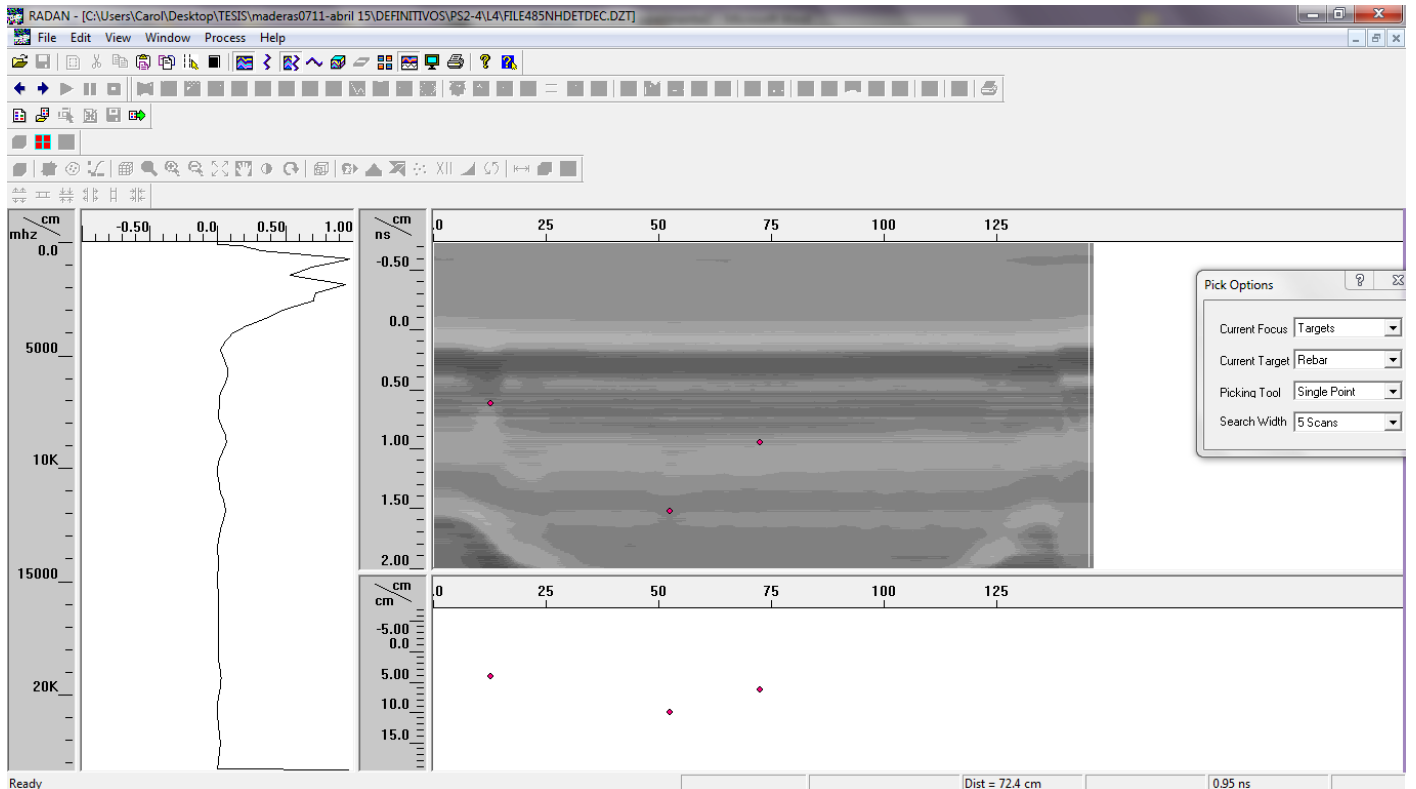 RADAN - [C:\Users\Carol\Desktop\TESIS\maderas0711-abril 15\DEFINITIVOS\PS2-4\L4\FILE485NHDETDEC.DZT]
File Edit View Window Process Help
XII
cm
mhz
-0.50 0.0 0.50 1.00
0.0
5000
10K
15000
20K
cm
ns
.0 25 50 75 100 125
-0.50
0.0
0.50
1.00
1.50
2.00
cm
cm
.0 25 50 75 100 125
-5.00
0.0
5.00
10.0
15.0
Pick Options
Current Focus Targets
Current Target Rebar
Picking Tool Single Point
Search Width 5 Scans
Ready Dist = 72.4 cm 0.95 ns